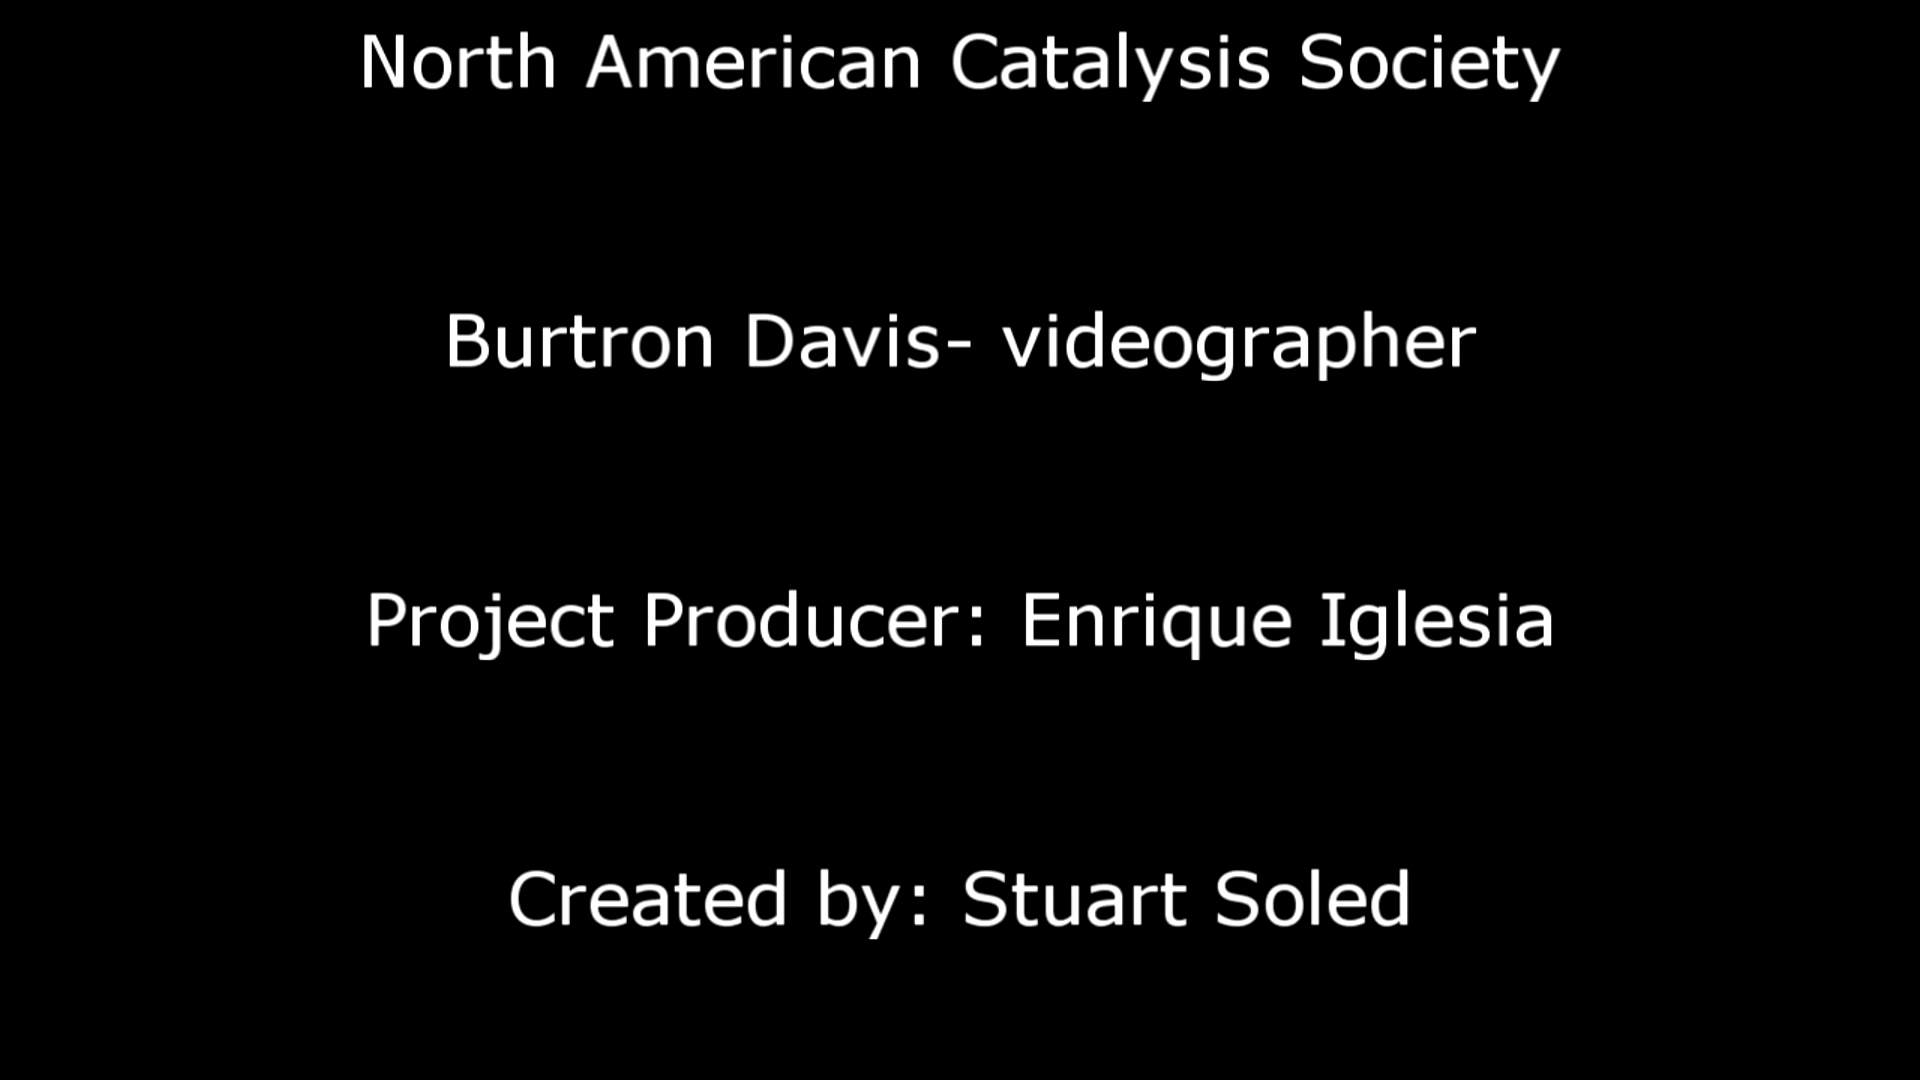 North American Catalysis Society
Burtron Davis- videographer
Project Producer: Enrique Iglesia
Created by: Stuart Soled